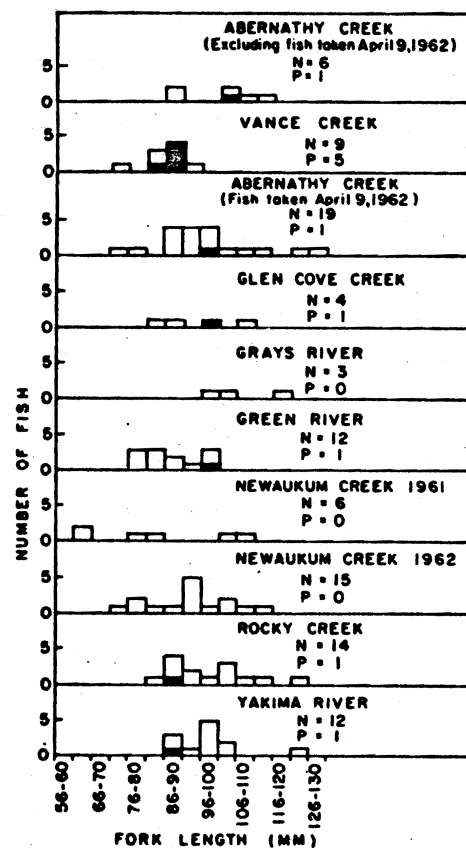 ABERNATHY CREEK
(Excluding fish taken April 9, 1962)
N = 6
P = 1
5
0
VANCE CREEK
N = 9
P = 5
5
0
ABERNATHY CREEK
(Fish taken April 9, 1962)
N = 19
P = 1
5
0
GLEN COVE CREEK
N = 4
P = 1
5
0
GRAYS RIVER
N = 3
P = 0
5
0
GREEN RIVER
N = 12
P = 1
5
0
NEWAUKUM CREEK 1961
N = 6
P = 0
5
0
NEWAUKUM CREEK 1962
N = 15
P = 0
5
0
ROCKY CREEK
N = 14
P = 1
5
0
YAKIMA RIVER
N = 12
P = 1
5
0
NUMBER OF FISH
56-60
66-70
76-80
86-90
96-100
106-110
116-120
126-130
FORK LENGTH (MM)